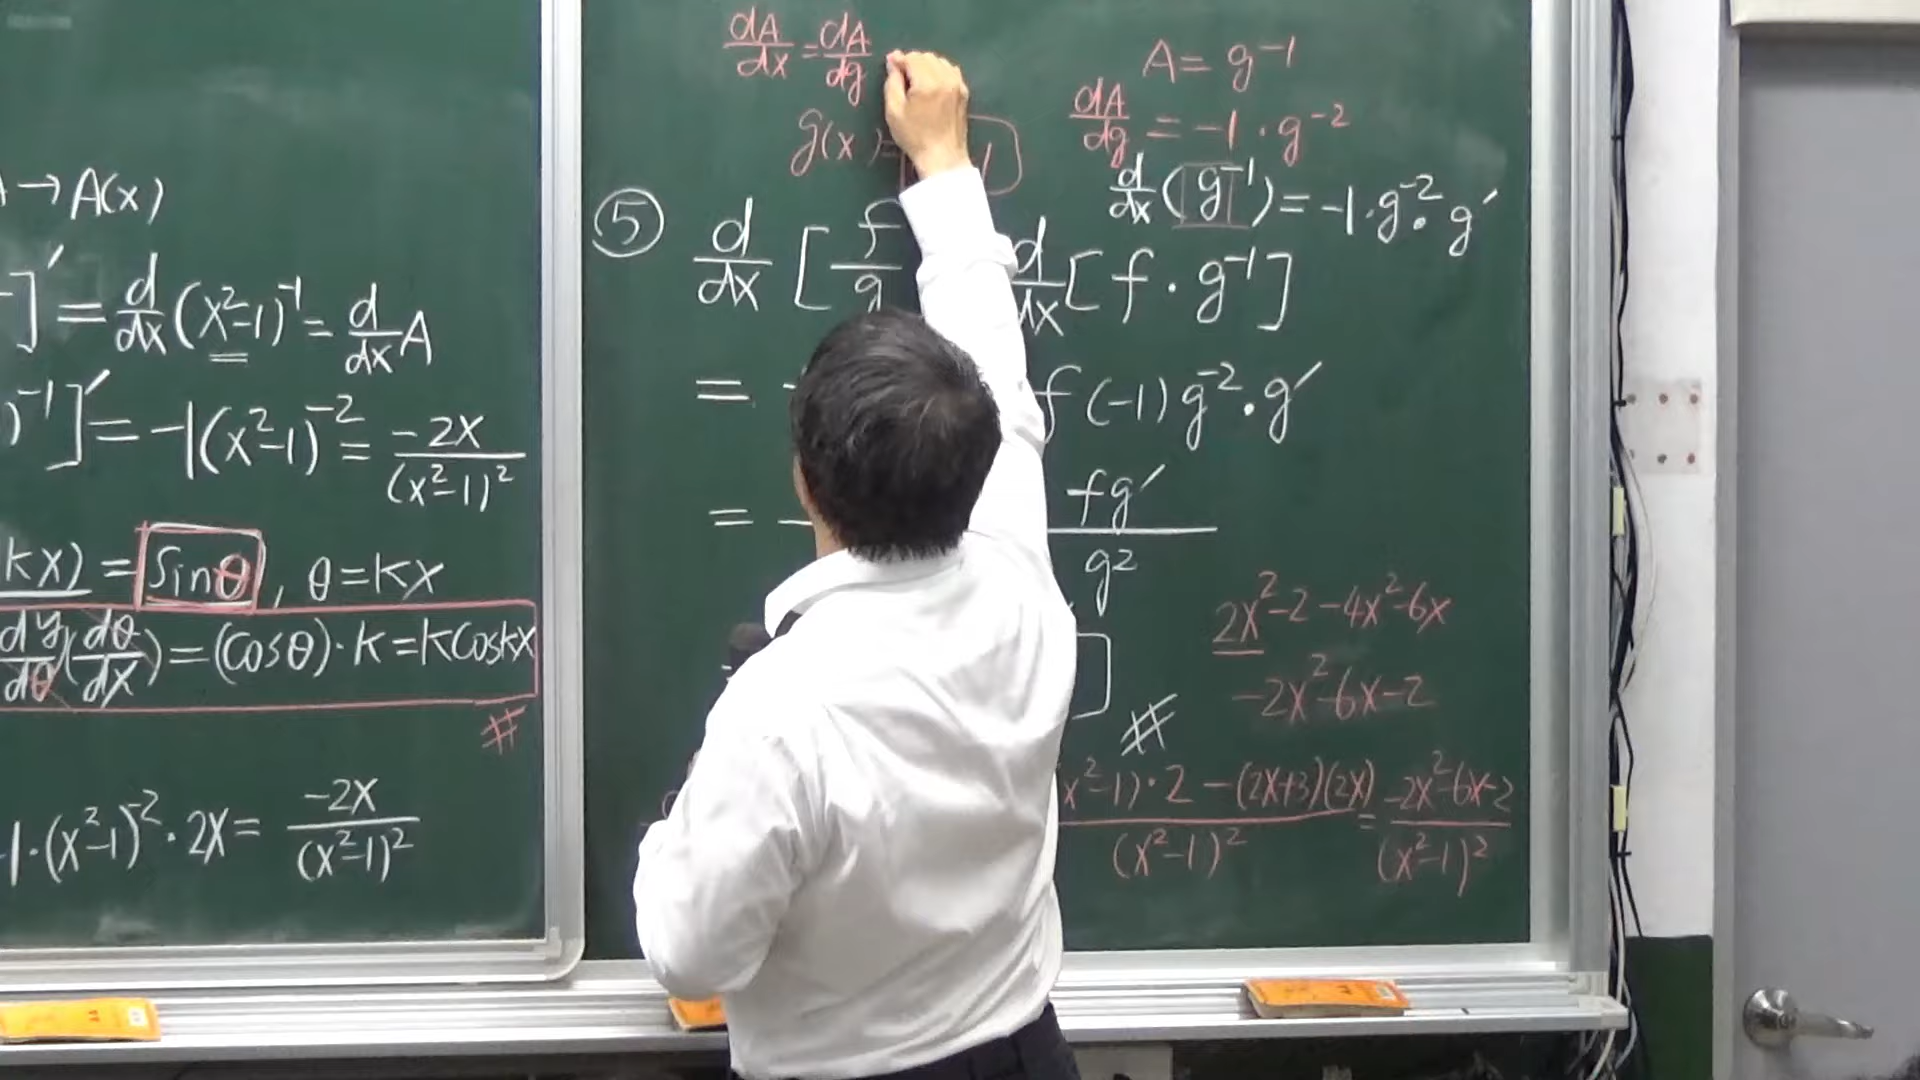 → A(x)
]′ = d/dx (x²-1)⁻¹ = d/dx A
)⁻¹]′ = -1(x²-1)⁻² = -2x/(x²-1)²
kx) = Sinθ , θ = kx
dy/dθ (dθ/dx) = (cosθ)·k = kcoskx
#
-1·(x²-1)⁻²·2x = -2x/(x²-1)²
dA/dx = dA/dg
g(x)
A = g⁻¹
dA/dg = -1·g⁻²
d/dx (g⁻¹) = -1·g⁻²·g′
⑤ d/dx [f/g d/dx [f·g⁻¹]
= f(-1)g⁻²·g′
= fg′/g²
#
2x²-2-4x²-6x
-2x²-6x-2
x²-1)·2-(2x+3)(2x)/(x²-1)² = -2x²-6x-2/(x²-1)²